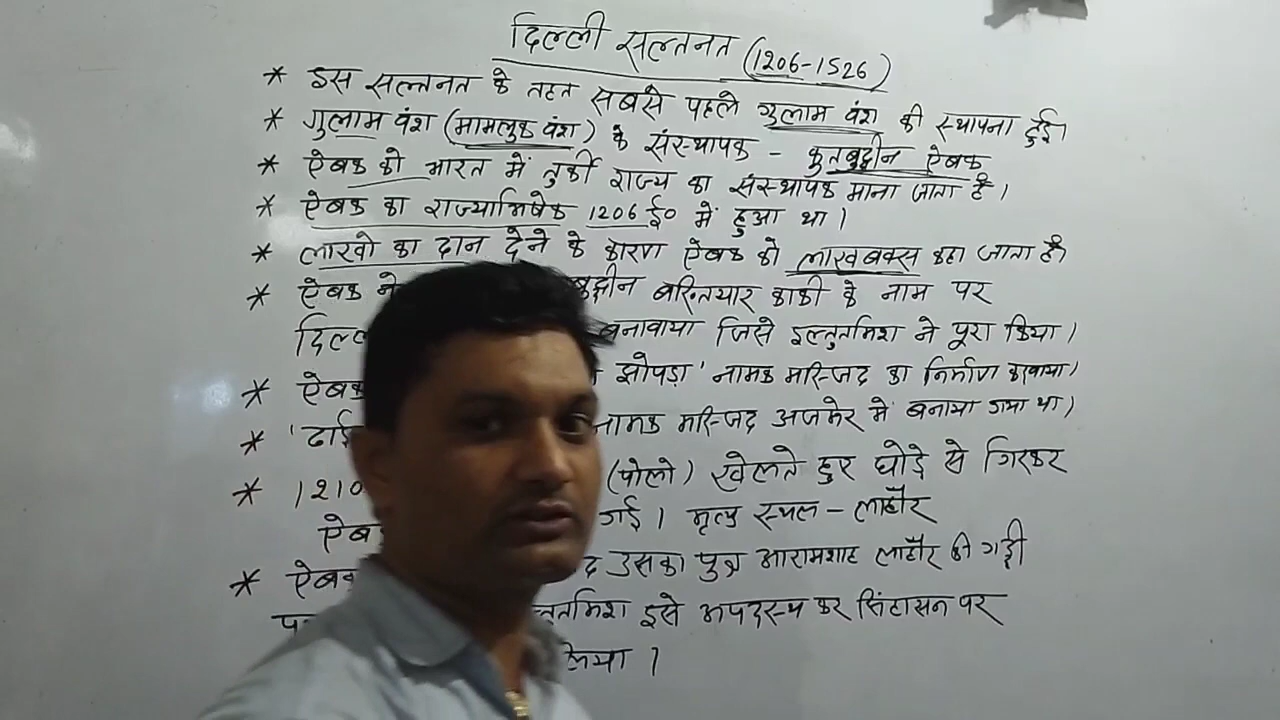 दिल्ली सल्तनत (1206-1526)
* इस सल्तनत के तहत सबसे पहले गुलाम वंश की स्थापना हुई।
* गुलाम वंश (मामलुक वंश) के संस्थापक - कुतबुद्दीन ऐबक
* ऐबक को भारत में तुर्की राज्य का संस्थापक माना जाता है।
* ऐबक का राज्याभिषेक 1206 ई० में हुआ था।
* लाखो का दान देने के कारण ऐबक को लाखबक्स कहा जाता है।
* ऐबक ने बुद्दीन बख्तियार काकी के नाम पर
दिल्ल बनावाया जिसे इल्तुतमिश ने पूरा किया।
* ऐबक झोपड़ा' नामक मस्जिद का निर्माण करवाया।
* 'ढाई नामक मस्जिद अजमेर में बनाया गया था।
* 1210 (पोलो) खेलते हुए घोड़े से गिरकर
ऐब गई। मृत्यु स्थल - लाहौर
* ऐबक द उसका पुत्र आरामशाह लाहौर की गद्दी
प तुतमिश इसे अपदस्थ कर सिंहासन पर
लिया।